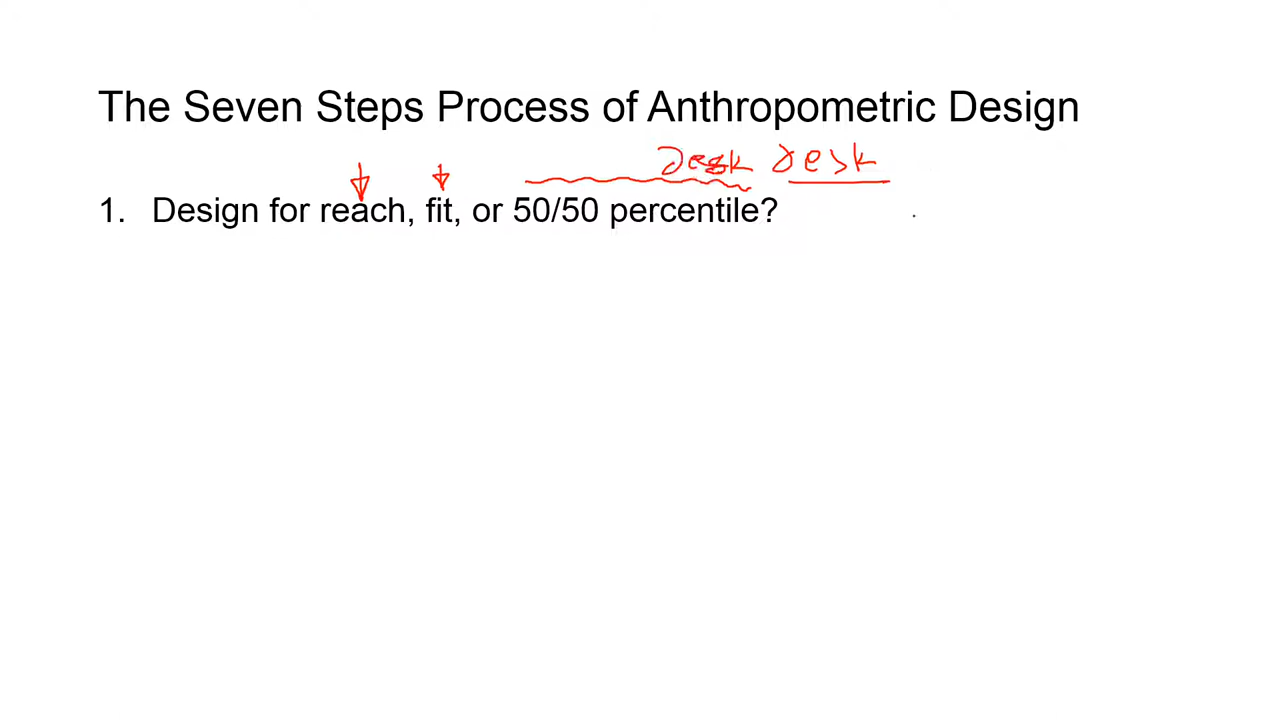 The Seven Steps Process of Anthropometric Design
desk desk
1. Design for reach, fit, or 50/50 percentile?